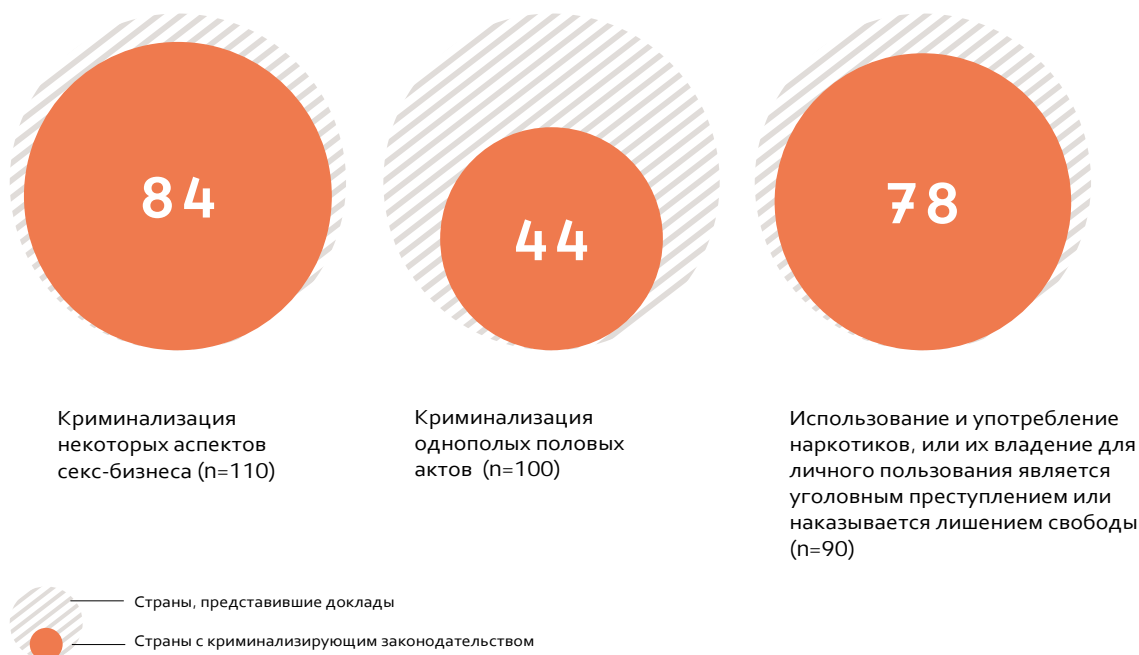 84
44
78
Криминализация
некоторых аспектов
секс-бизнеса (n=110)
Криминализация
однополых половых
актов (n=100)
Использование и употребление
наркотиков, или их владение для
личного пользования является
уголовным преступлением или
наказывается лишением свободы
(n=90)
Страны, представившие доклады
Страны с криминализирующим законодательством